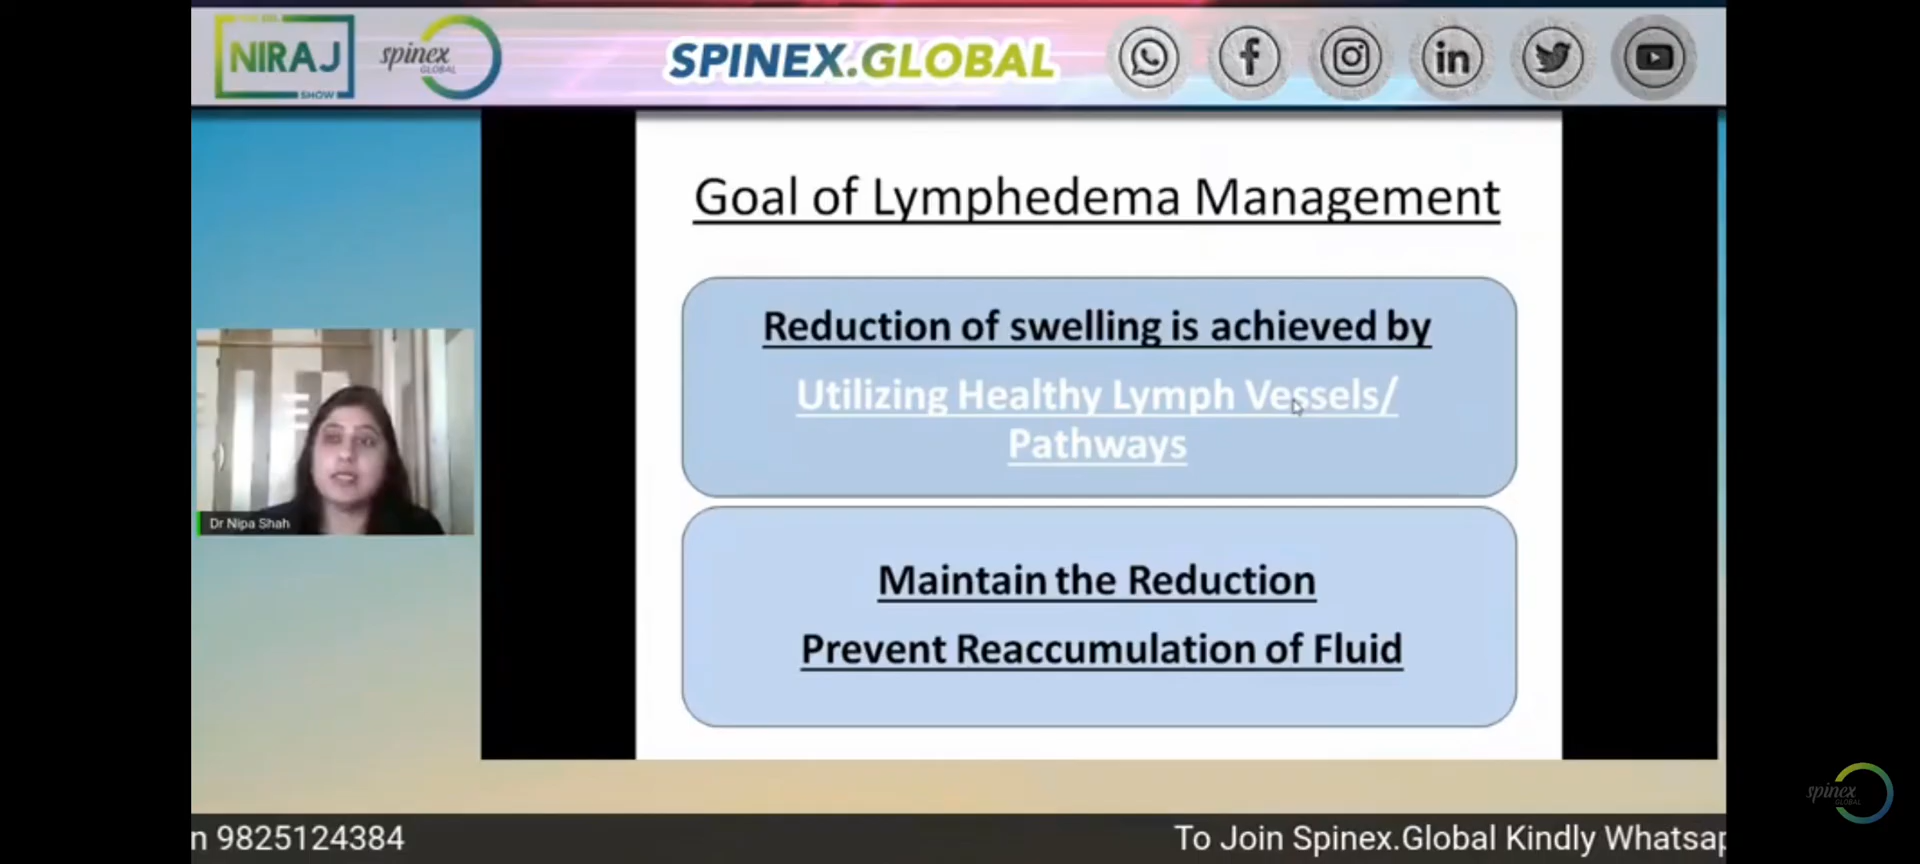 NIRAJ
SHOW
spinex
GLOBAL
SPINEX.GLOBAL
Goal of Lymphedema Management
Reduction of swelling is achieved by
Utilizing Healthy Lymph Vessels/
Pathways
Maintain the Reduction
Prevent Reaccumulation of Fluid
Dr Nipa Shah
spinex
GLOBAL
n 9825124384
To Join Spinex.Global Kindly Whatsap